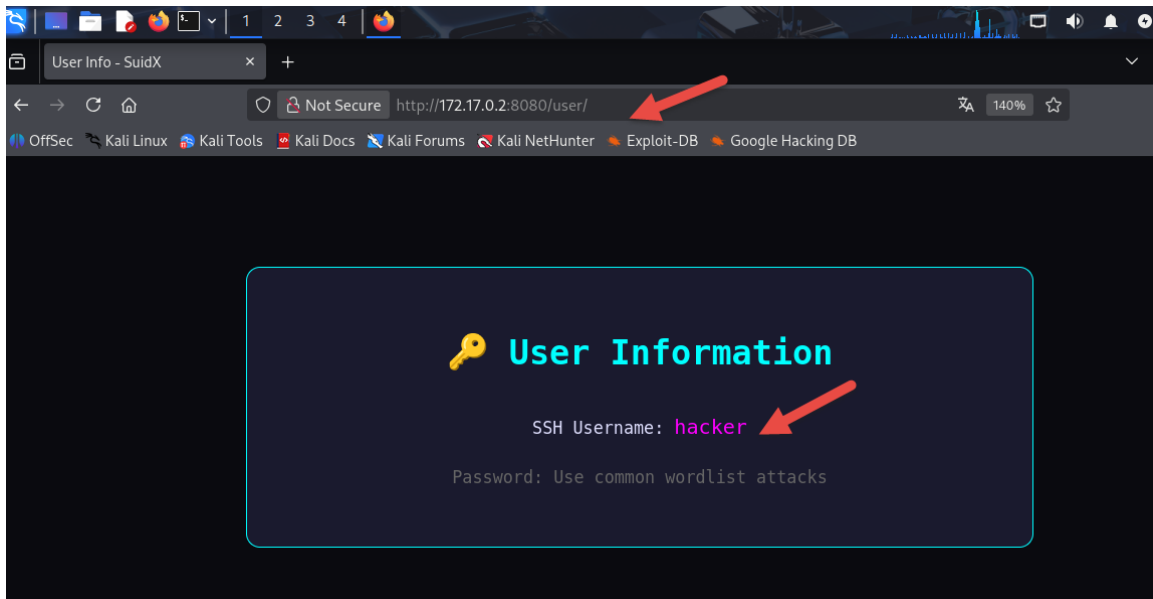 1 2 3 4
User Info - SuidX
Not Secure http://172.17.0.2:8080/user/ 140%
OffSec Kali Linux Kali Tools Kali Docs Kali Forums Kali NetHunter Exploit-DB Google Hacking DB
User Information
SSH Username: hacker
Password: Use common wordlist attacks